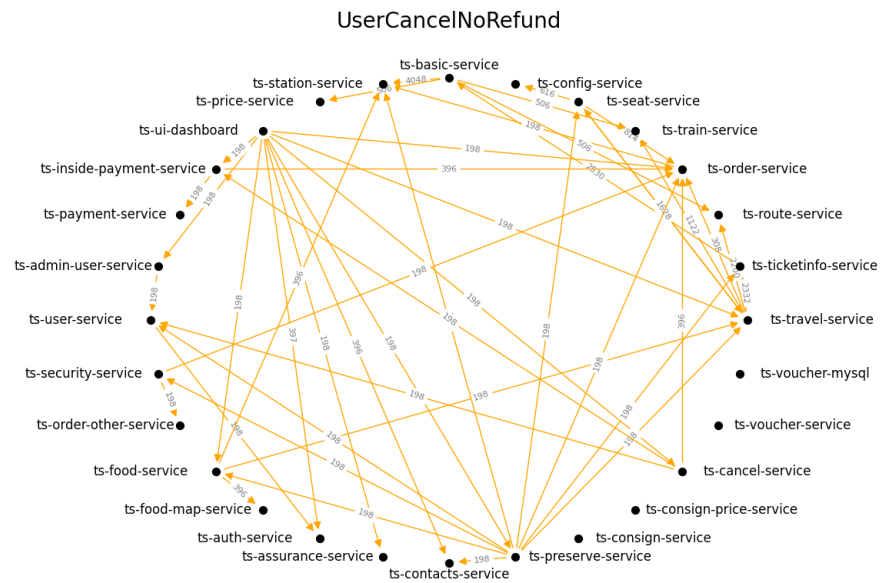 UserCancelNoRefund
ts-basic-service
ts-station-service
ts-config-service
ts-price-service
ts-seat-service
ts-ui-dashboard
ts-train-service
ts-inside-payment-service
ts-order-service
ts-payment-service
ts-route-service
ts-admin-user-service
ts-ticketinfo-service
ts-user-service
ts-travel-service
ts-security-service
ts-voucher-mysql
ts-order-other-service
ts-voucher-service
ts-food-service
ts-cancel-service
ts-food-map-service
ts-consign-price-service
ts-auth-service
ts-consign-service
ts-assurance-service
ts-preserve-service
ts-contacts-service
4048
616
506
198
814
198
506
198
396
2530
198
1628
1122
308
198
198
198
396
2332
198
198
397
198
396
198
198
198
396
198
198
198
198
198
198
198
198
396
198
198